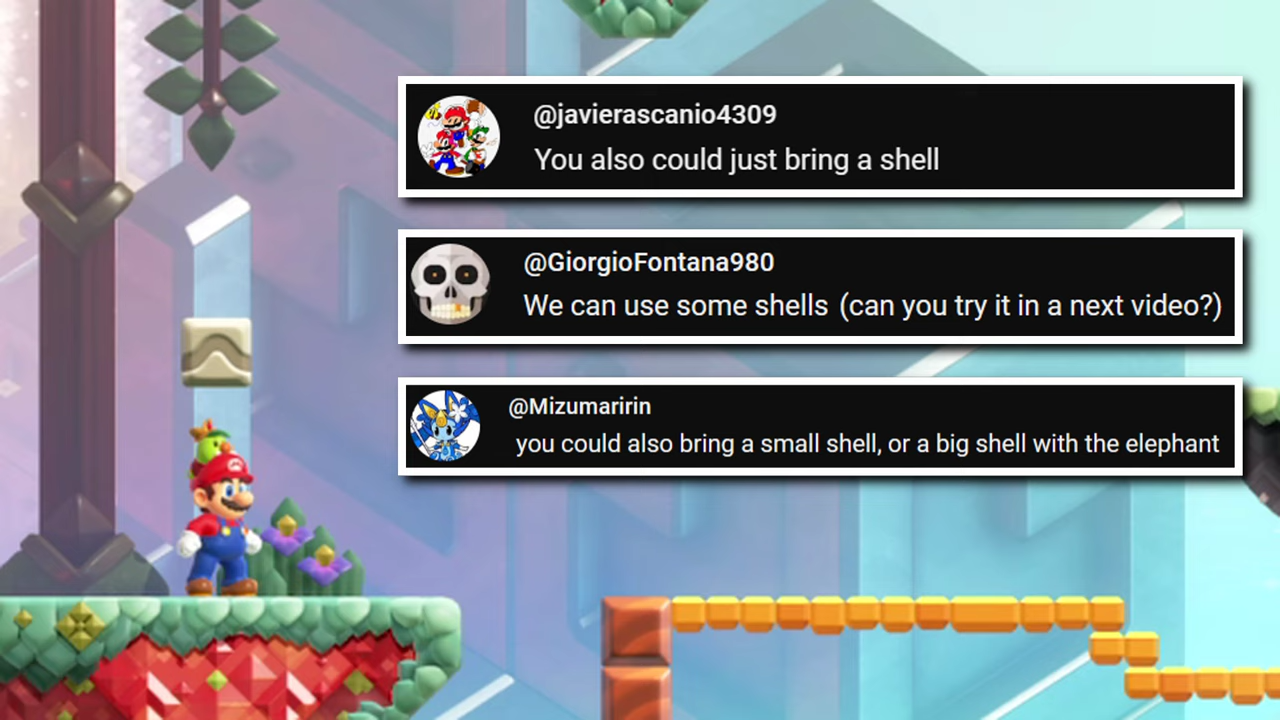 @javierascanio4309
You also could just bring a shell
@GiorgioFontana980
We can use some shells (can you try it in a next video?)
@Mizumaririn
you could also bring a small shell, or a big shell with the elephant